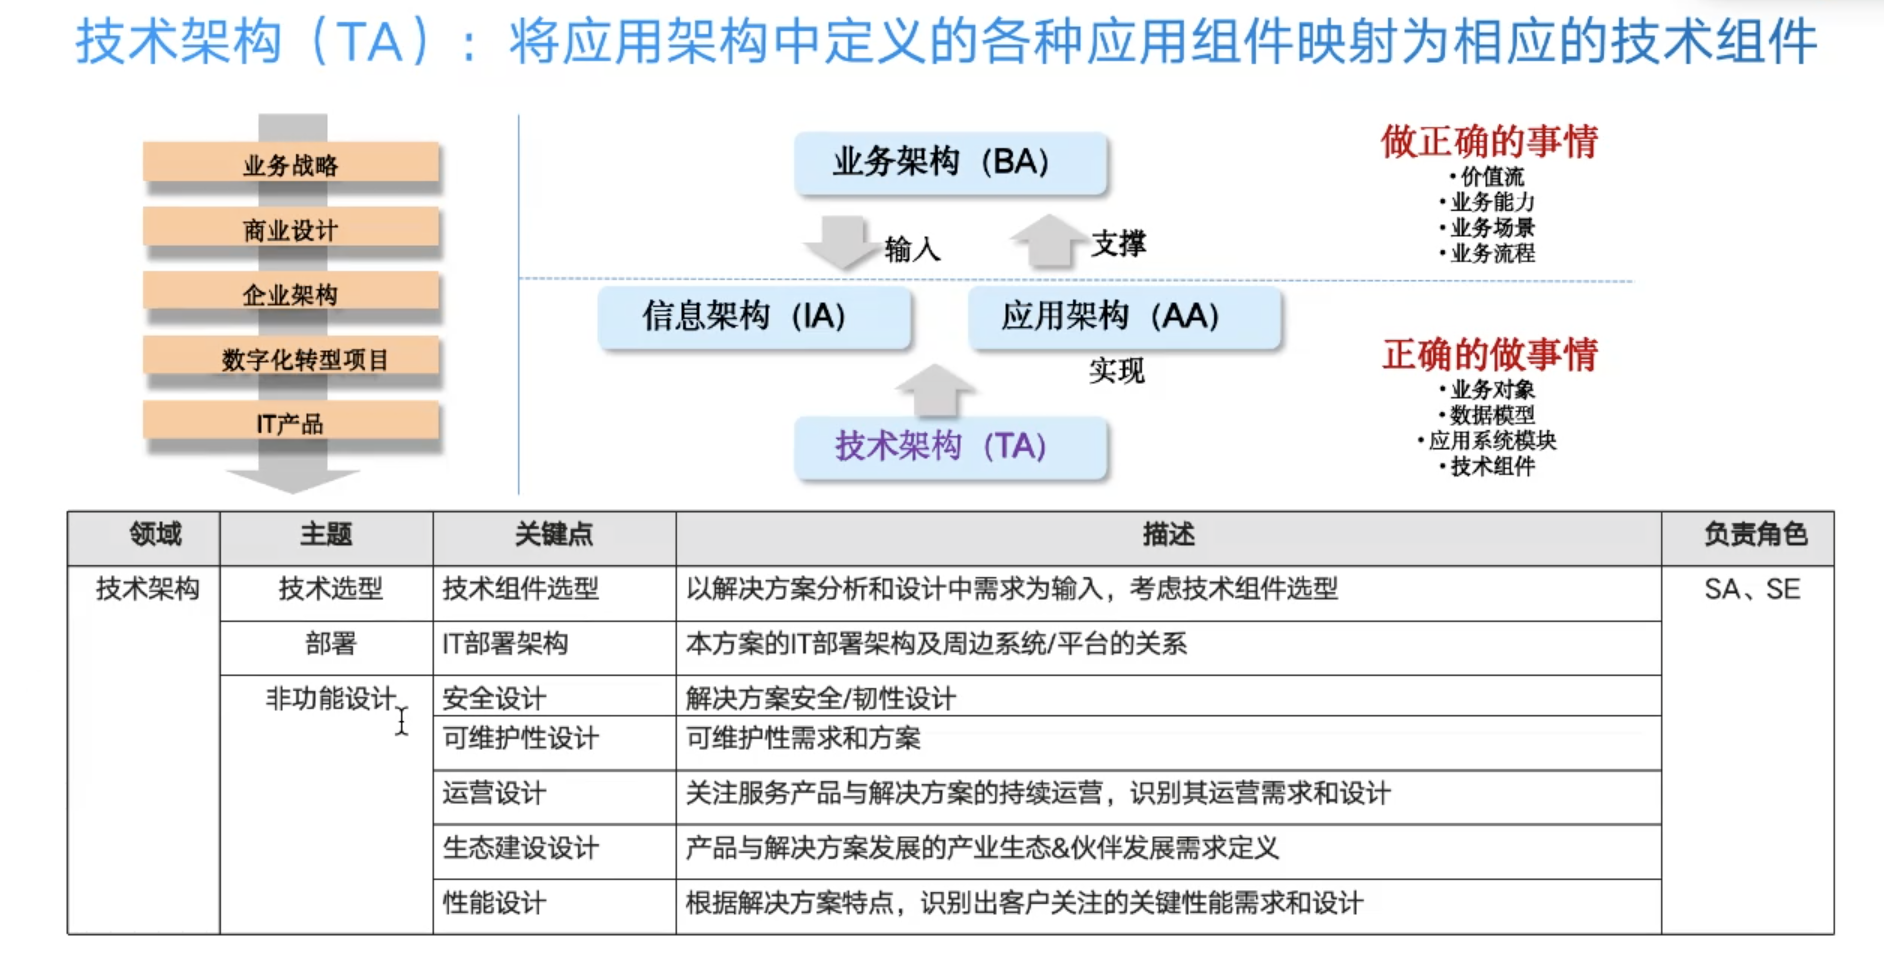 技术架构（TA）：将应用架构中定义的各种应用组件映射为相应的技术组件
业务战略
商业设计
企业架构
数字化转型项目
IT产品
业务架构（BA）
输入
支撑
信息架构（IA）
应用架构（AA）
实现
技术架构（TA）
做正确的事情
•价值流
•业务能力
•业务场景
•业务流程
正确的做事情
•业务对象
•数据模型
•应用系统模块
•技术组件
领域 主题 关键点 描述 负责角色
技术架构 技术选型 技术组件选型 以解决方案分析和设计中需求为输入，考虑技术组件选型 SA、SE
部署 IT部署架构 本方案的IT部署架构及周边系统/平台的关系
非功能设计 安全设计 解决方案安全/韧性设计
可维护性设计 可维护性需求和方案
运营设计 关注服务产品与解决方案的持续运营，识别其运营需求和设计
生态建设设计 产品与解决方案发展的产业生态&伙伴发展需求定义
性能设计 根据解决方案特点，识别出客户关注的关键性能需求和设计